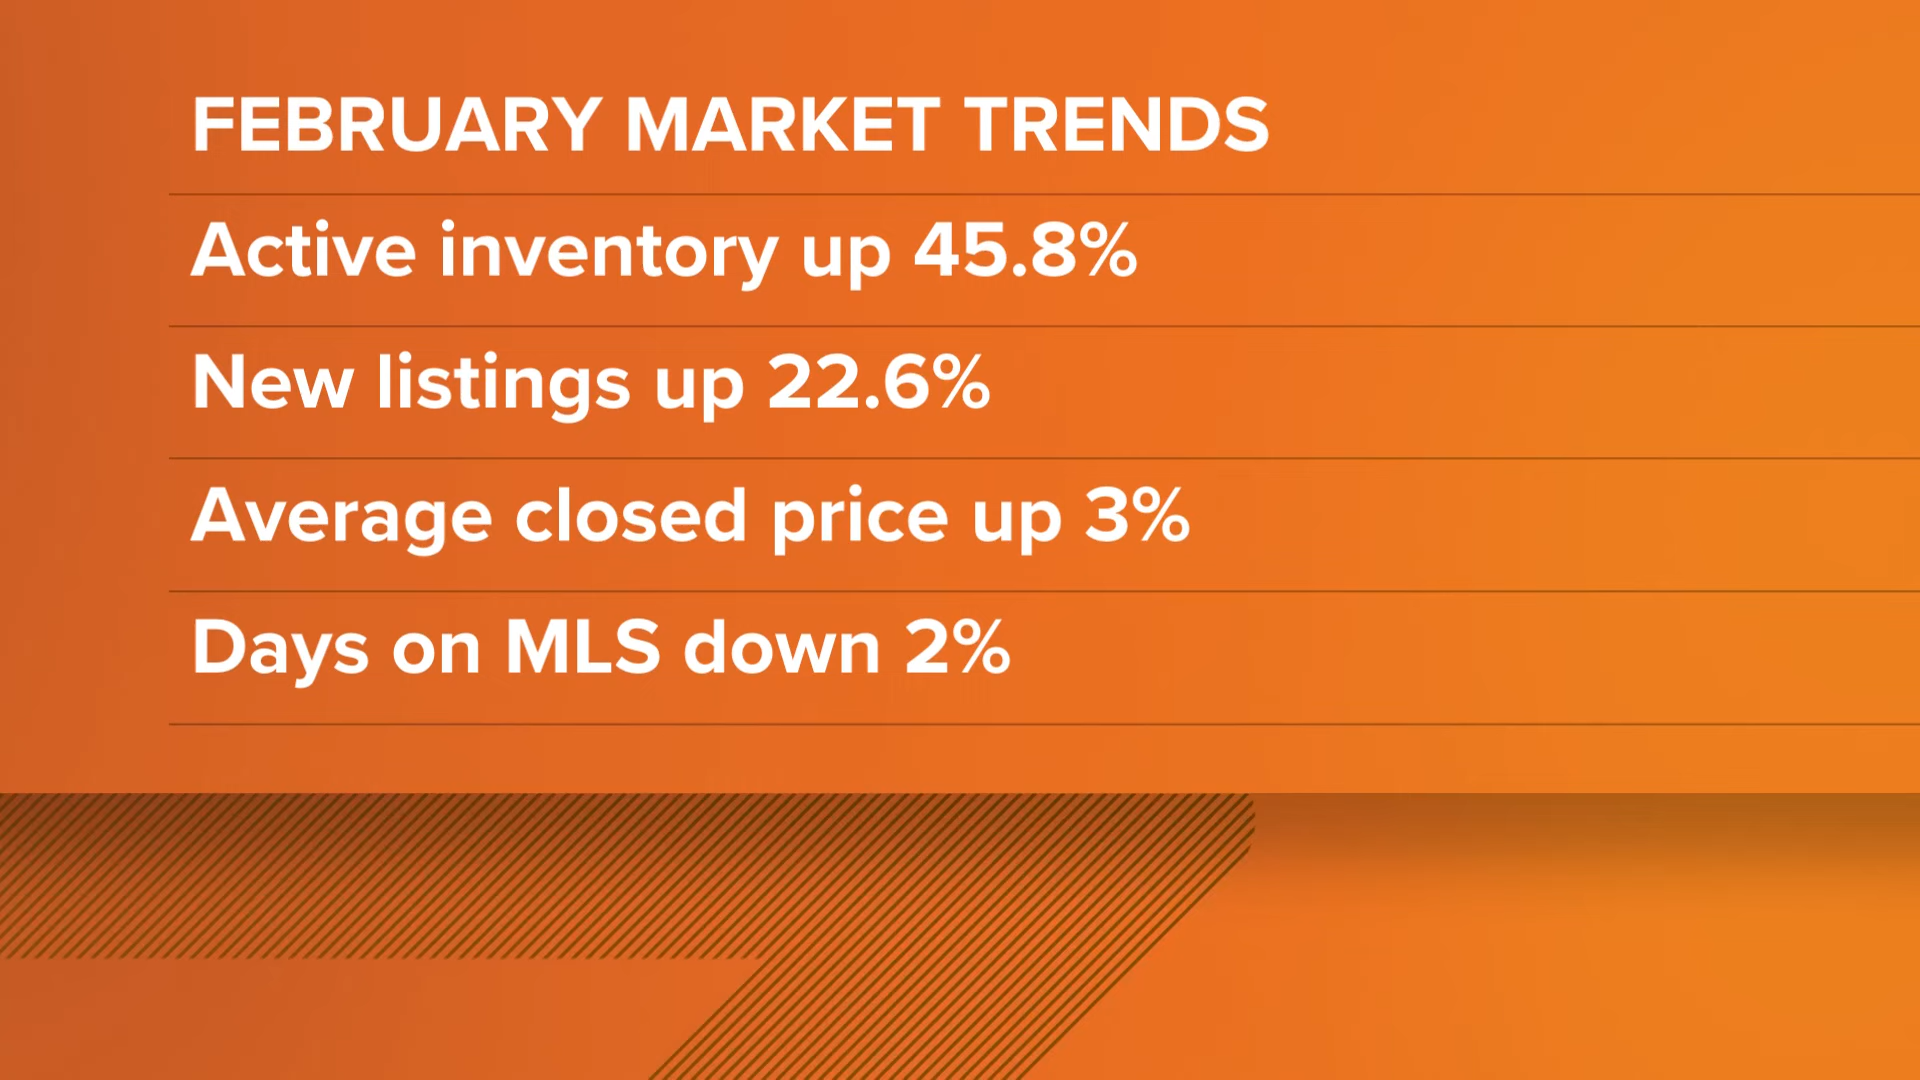 FEBRUARY MARKET TRENDS
Active inventory up 45.8%
New listings up 22.6%
Average closed price up 3%
Days on MLS down 2%